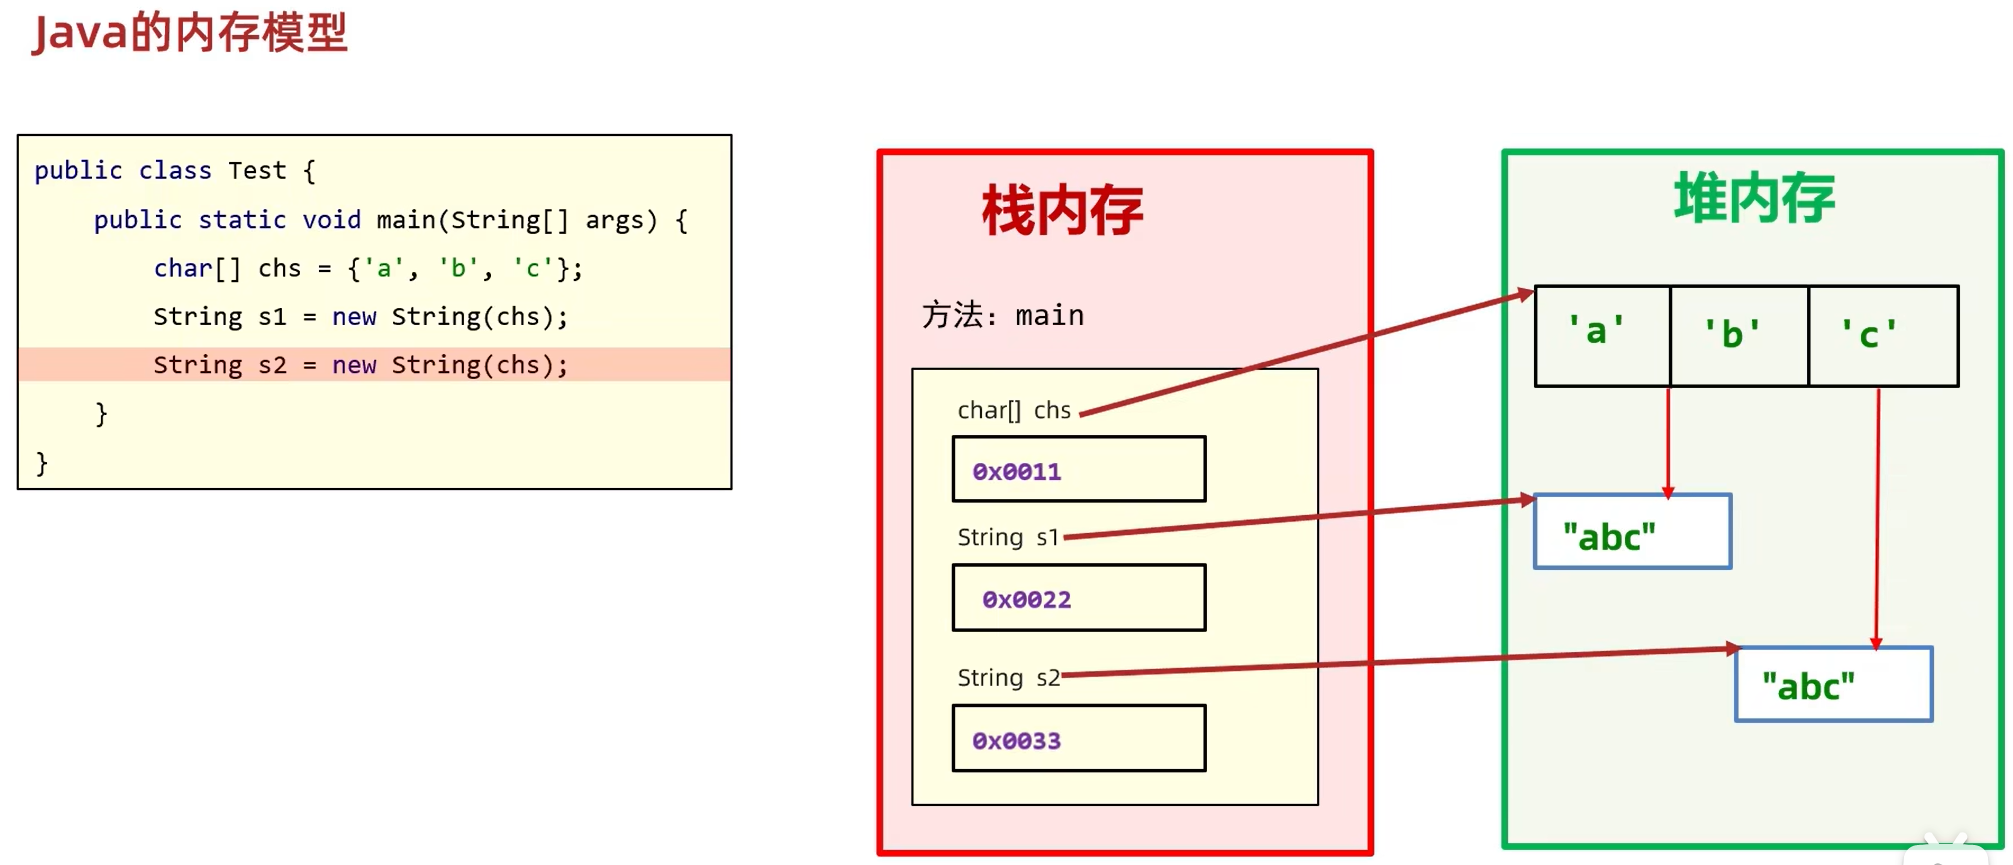 Java的内存模型
public class Test {
public static void main(String[] args) {
char[] chs = {'a', 'b', 'c'};
String s1 = new String(chs);
String s2 = new String(chs);
}
}
栈内存
方法: main
char[] chs
0x0011
String s1
0x0022
String s2
0x0033
堆内存
'a' 'b' 'c'
"abc"
"abc"